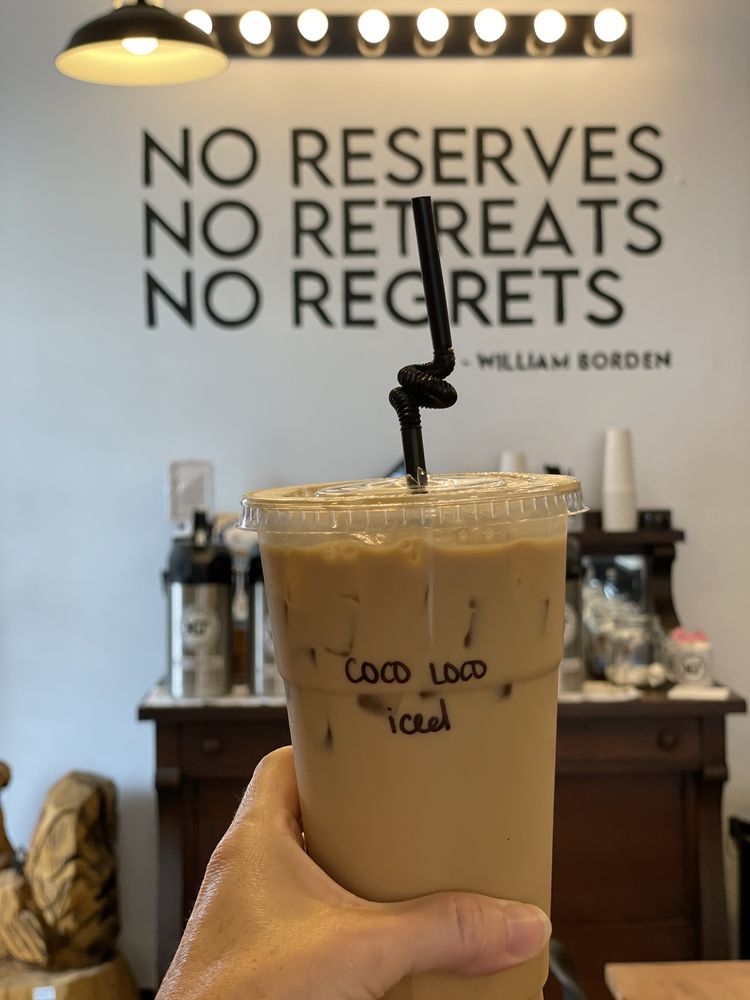 NO RESERVES
NO RETREATS
NO REGRETS
- WILLIAM BORDEN
COCO LOCO
iced